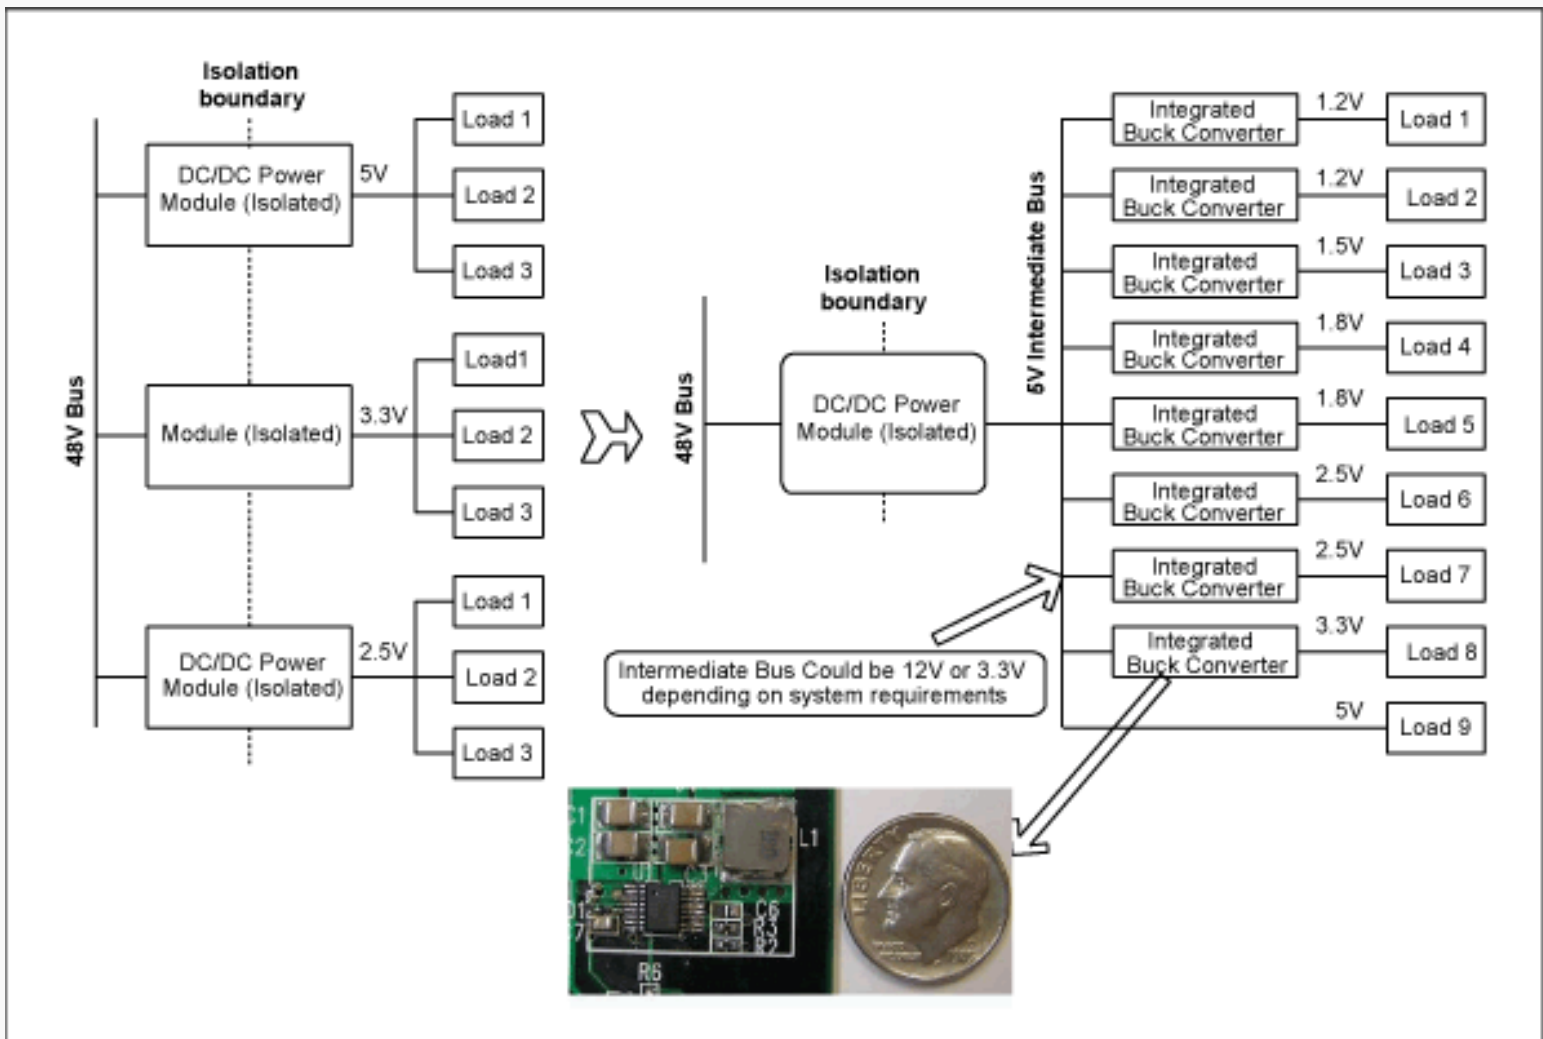 Isolation
boundary
48V Bus
DC/DC Power
Module (Isolated)
5V
Load 1
Load 2
Load 3
Module (Isolated)
3.3V
Load1
Load 2
Load 3
DC/DC Power
Module (Isolated)
2.5V
Load 1
Load 2
Load 3
48V Bus
Isolation
boundary
DC/DC Power
Module (Isolated)
5V Intermediate Bus
Integrated
Buck Converter
1.2V
Load 1
Integrated
Buck Converter
1.2V
Load 2
Integrated
Buck Converter
1.5V
Load 3
Integrated
Buck Converter
1.8V
Load 4
Integrated
Buck Converter
1.8V
Load 5
Integrated
Buck Converter
2.5V
Load 6
Integrated
Buck Converter
2.5V
Load 7
Integrated
Buck Converter
3.3V
Load 8
5V
Load 9
Intermediate Bus Could be 12V or 3.3V
depending on system requirements
C1
C2
L1
R6
LIBERTY